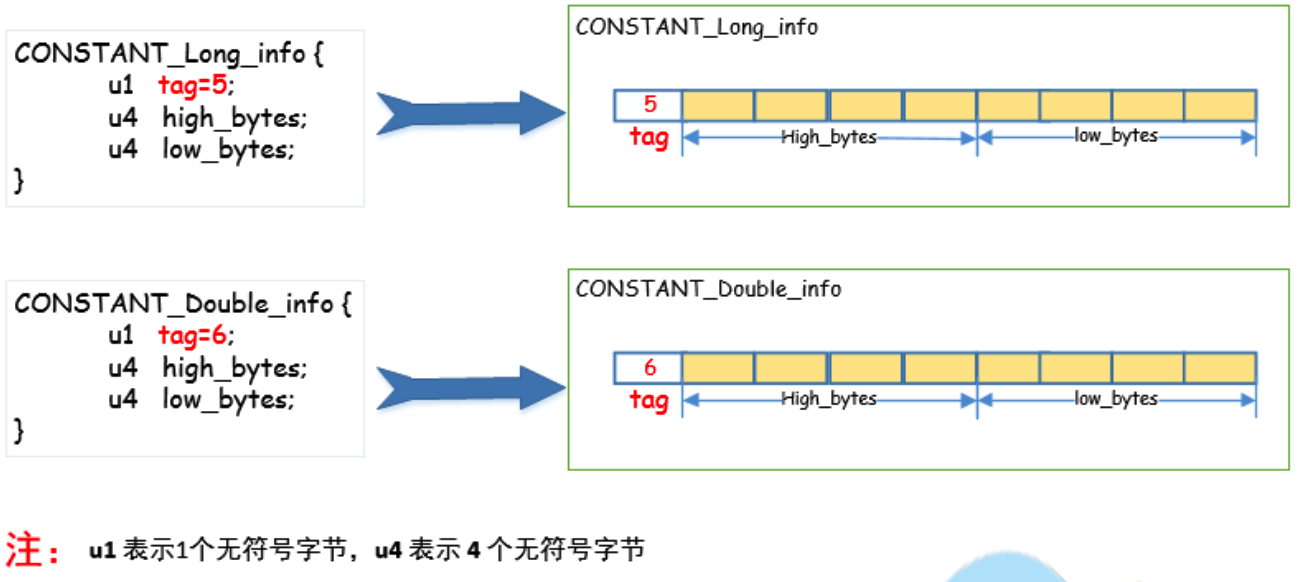 CONSTANT_Long_info {
u1 tag=5;
u4 high_bytes;
u4 low_bytes;
}
CONSTANT_Long_info
5
tag
High_bytes
low_bytes
CONSTANT_Double_info {
u1 tag=6;
u4 high_bytes;
u4 low_bytes;
}
CONSTANT_Double_info
6
tag
High_bytes
low_bytes
注： u1 表示1个无符号字节，u4 表示 4 个无符号字节